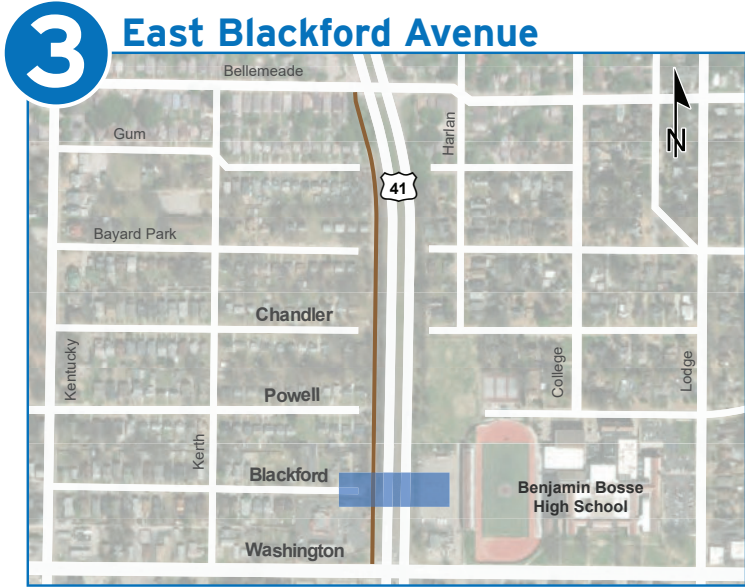 3
East Blackford Avenue
Bellemeade
Gum
Harlan
N
41
Bayard Park
Chandler
Kentucky
Powell
College
Lodge
Kerth
Blackford
Benjamin Bosse
High School
Washington